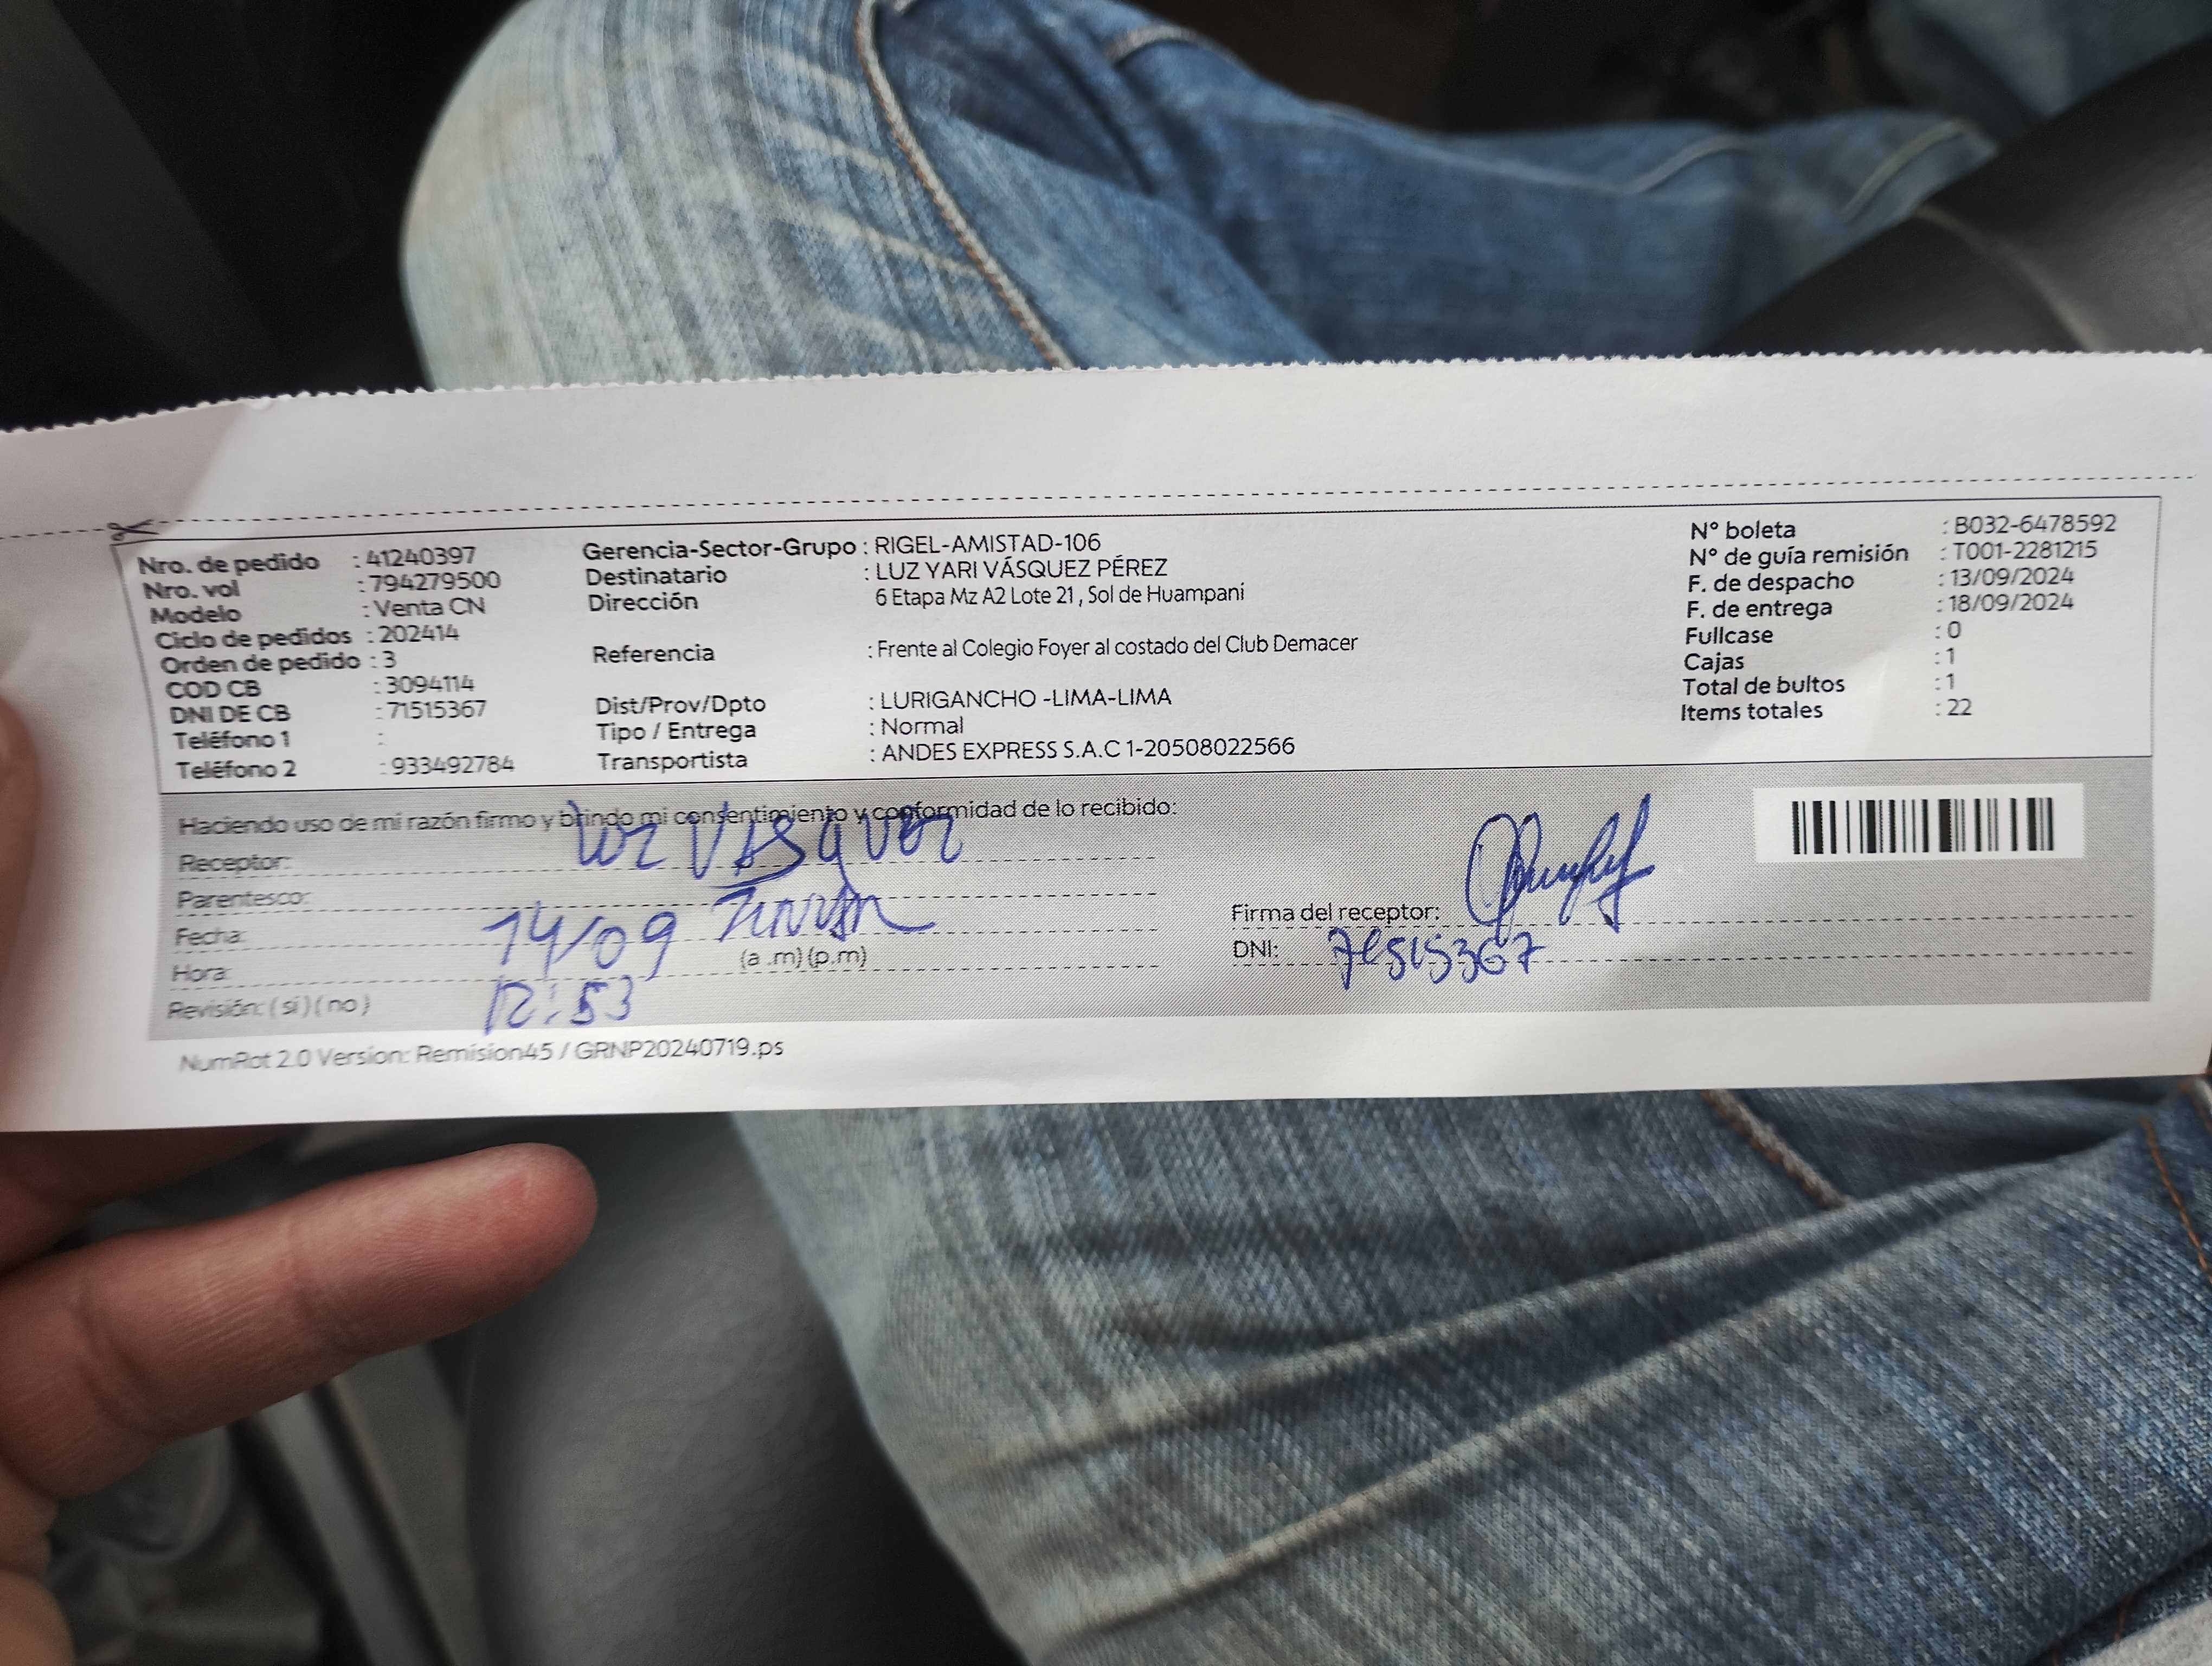 Nro. de pedido : 41240397
Nro. vol : 794279500
Modelo : Venta CN
Ciclo de pedidos : 202414
Orden de pedido : 3
COD CB : 3094114
DNI DE CB : 71515367
Teléfono 1 :
Teléfono 2 : 933492784
Gerencia-Sector-Grupo : RIGEL-AMISTAD-106
Destinatario : LUZ YARI VÁSQUEZ PÉREZ
Dirección 6 Etapa Mz A2 Lote 21 , Sol de Huampaní
Referencia : Frente al Colegio Foyer al costado del Club Demacer
Dist/Prov/Dpto : LURIGANCHO -LIMA-LIMA
Tipo / Entrega : Normal
Transportista : ANDES EXPRESS S.A.C 1-20508022566
N° boleta : B032-6478592
N° de guía remisión : T001-2281215
F. de despacho : 13/09/2024
F. de entrega : 18/09/2024
Fullcase : 0
Cajas : 1
Total de bultos : 1
Items totales : 22
Haciendo uso de mi razón firmo y brindo mi consentimiento y conformidad de lo recibido:
Receptor: Luz Vasquez
Parentesco:
Fecha: 14/09
Hora: (a .m) (p.m)
12:53
Revisión: ( si ) ( no )
Firma del receptor:
DNI: 71515367
NumRot 2.0 Version: Remision45 / GRNP20240719.ps